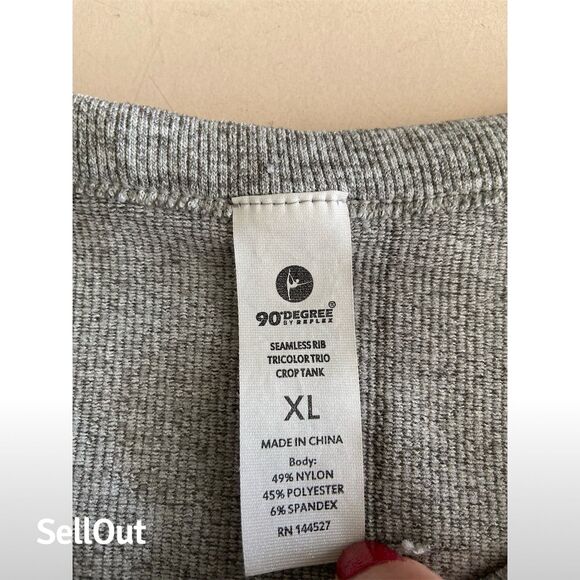 90°DEGREE®
BY REFLEX
SEAMLESS RIB
TRICOLOR TRIO
CROP TANK
XL
MADE IN CHINA
Body:
49% NYLON
45% POLYESTER
6% SPANDEX
RN 144527
SellOut